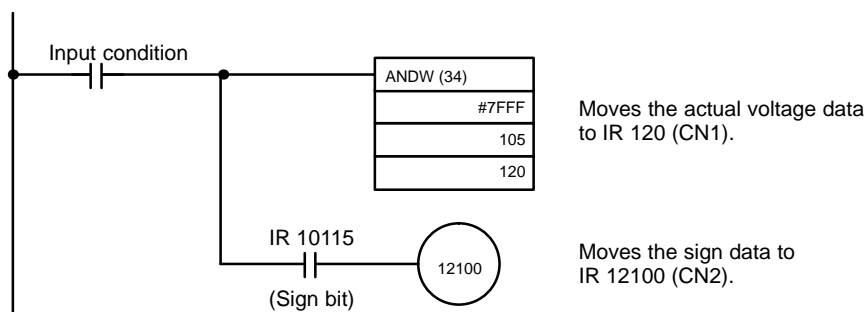 Input condition
ANDW (34)
#7FFF
105
120
Moves the actual voltage data
to IR 120 (CN1).
IR 10115
(Sign bit)
12100
Moves the sign data to
IR 12100 (CN2).